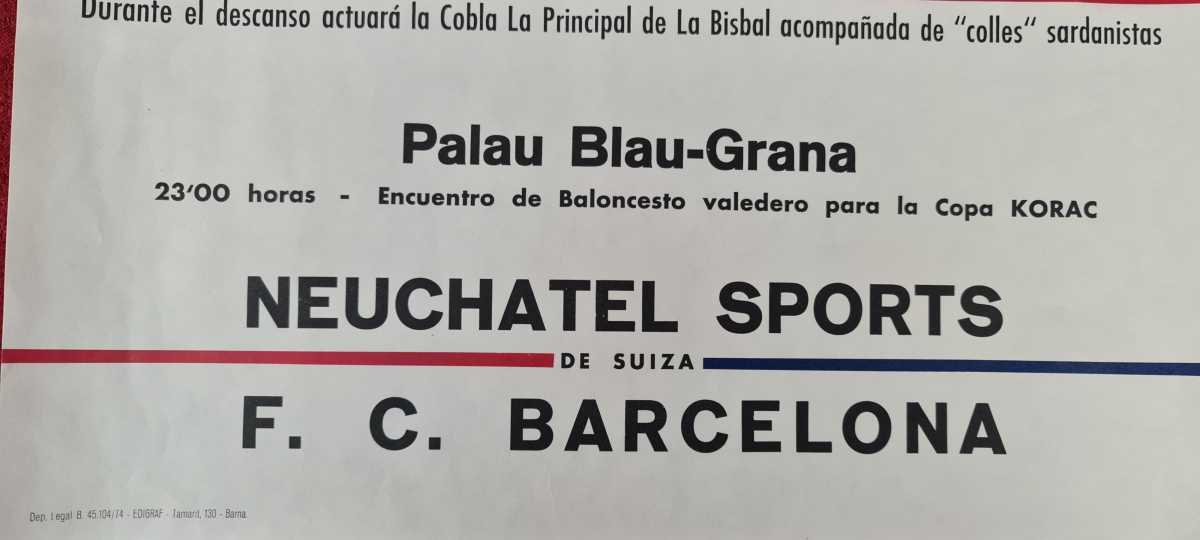 Durante el descanso actuará la Cobla La Principal de La Bisbal acompañada de “colles“ sardanistas
Palau Blau-Grana
23'00 horas - Encuentro de Baloncesto valedero para la Copa KORAC
NEUCHATEL SPORTS
DE SUIZA
F. C. BARCELONA
Dep. Legal B. 45.104/74 - EDIGRAF - Tamarit, 130 - Barna.